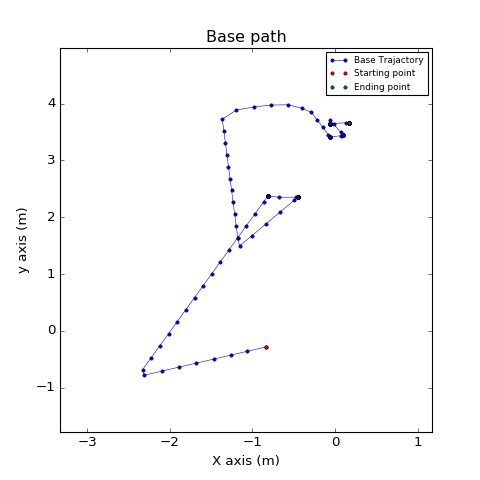 Base path
Base Trajactory
Starting point
Ending point
4
3
2
1
0
−1
y axis (m)
−3 −2 −1 0 1
X axis (m)